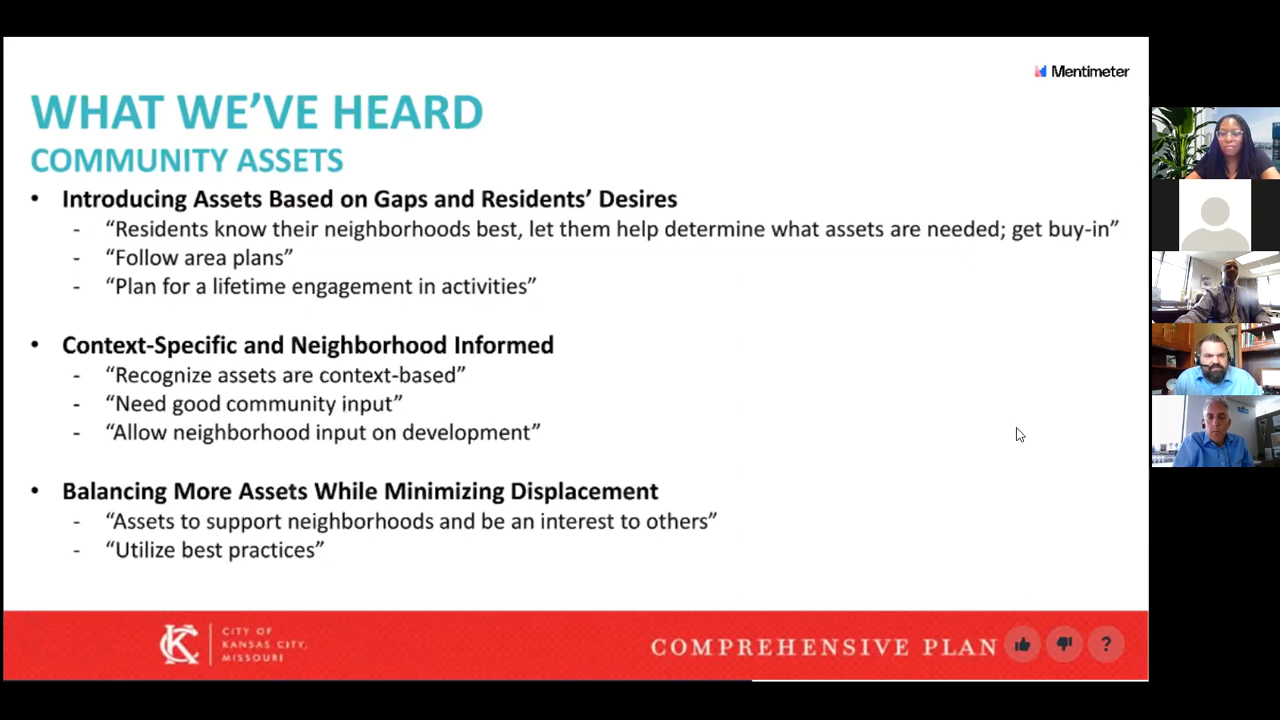 Mentimeter
WHAT WE’VE HEARD
COMMUNITY ASSETS
• Introducing Assets Based on Gaps and Residents’ Desires
- “Residents know their neighborhoods best, let them help determine what assets are needed; get buy-in”
- “Follow area plans”
- “Plan for a lifetime engagement in activities”
• Context-Specific and Neighborhood Informed
- “Recognize assets are context-based”
- “Need good community input”
- “Allow neighborhood input on development”
• Balancing More Assets While Minimizing Displacement
- “Assets to support neighborhoods and be an interest to others”
- “Utilize best practices”
KC
CITY OF
KANSAS CITY,
MISSOURI
COMPREHENSIVE PLAN
?